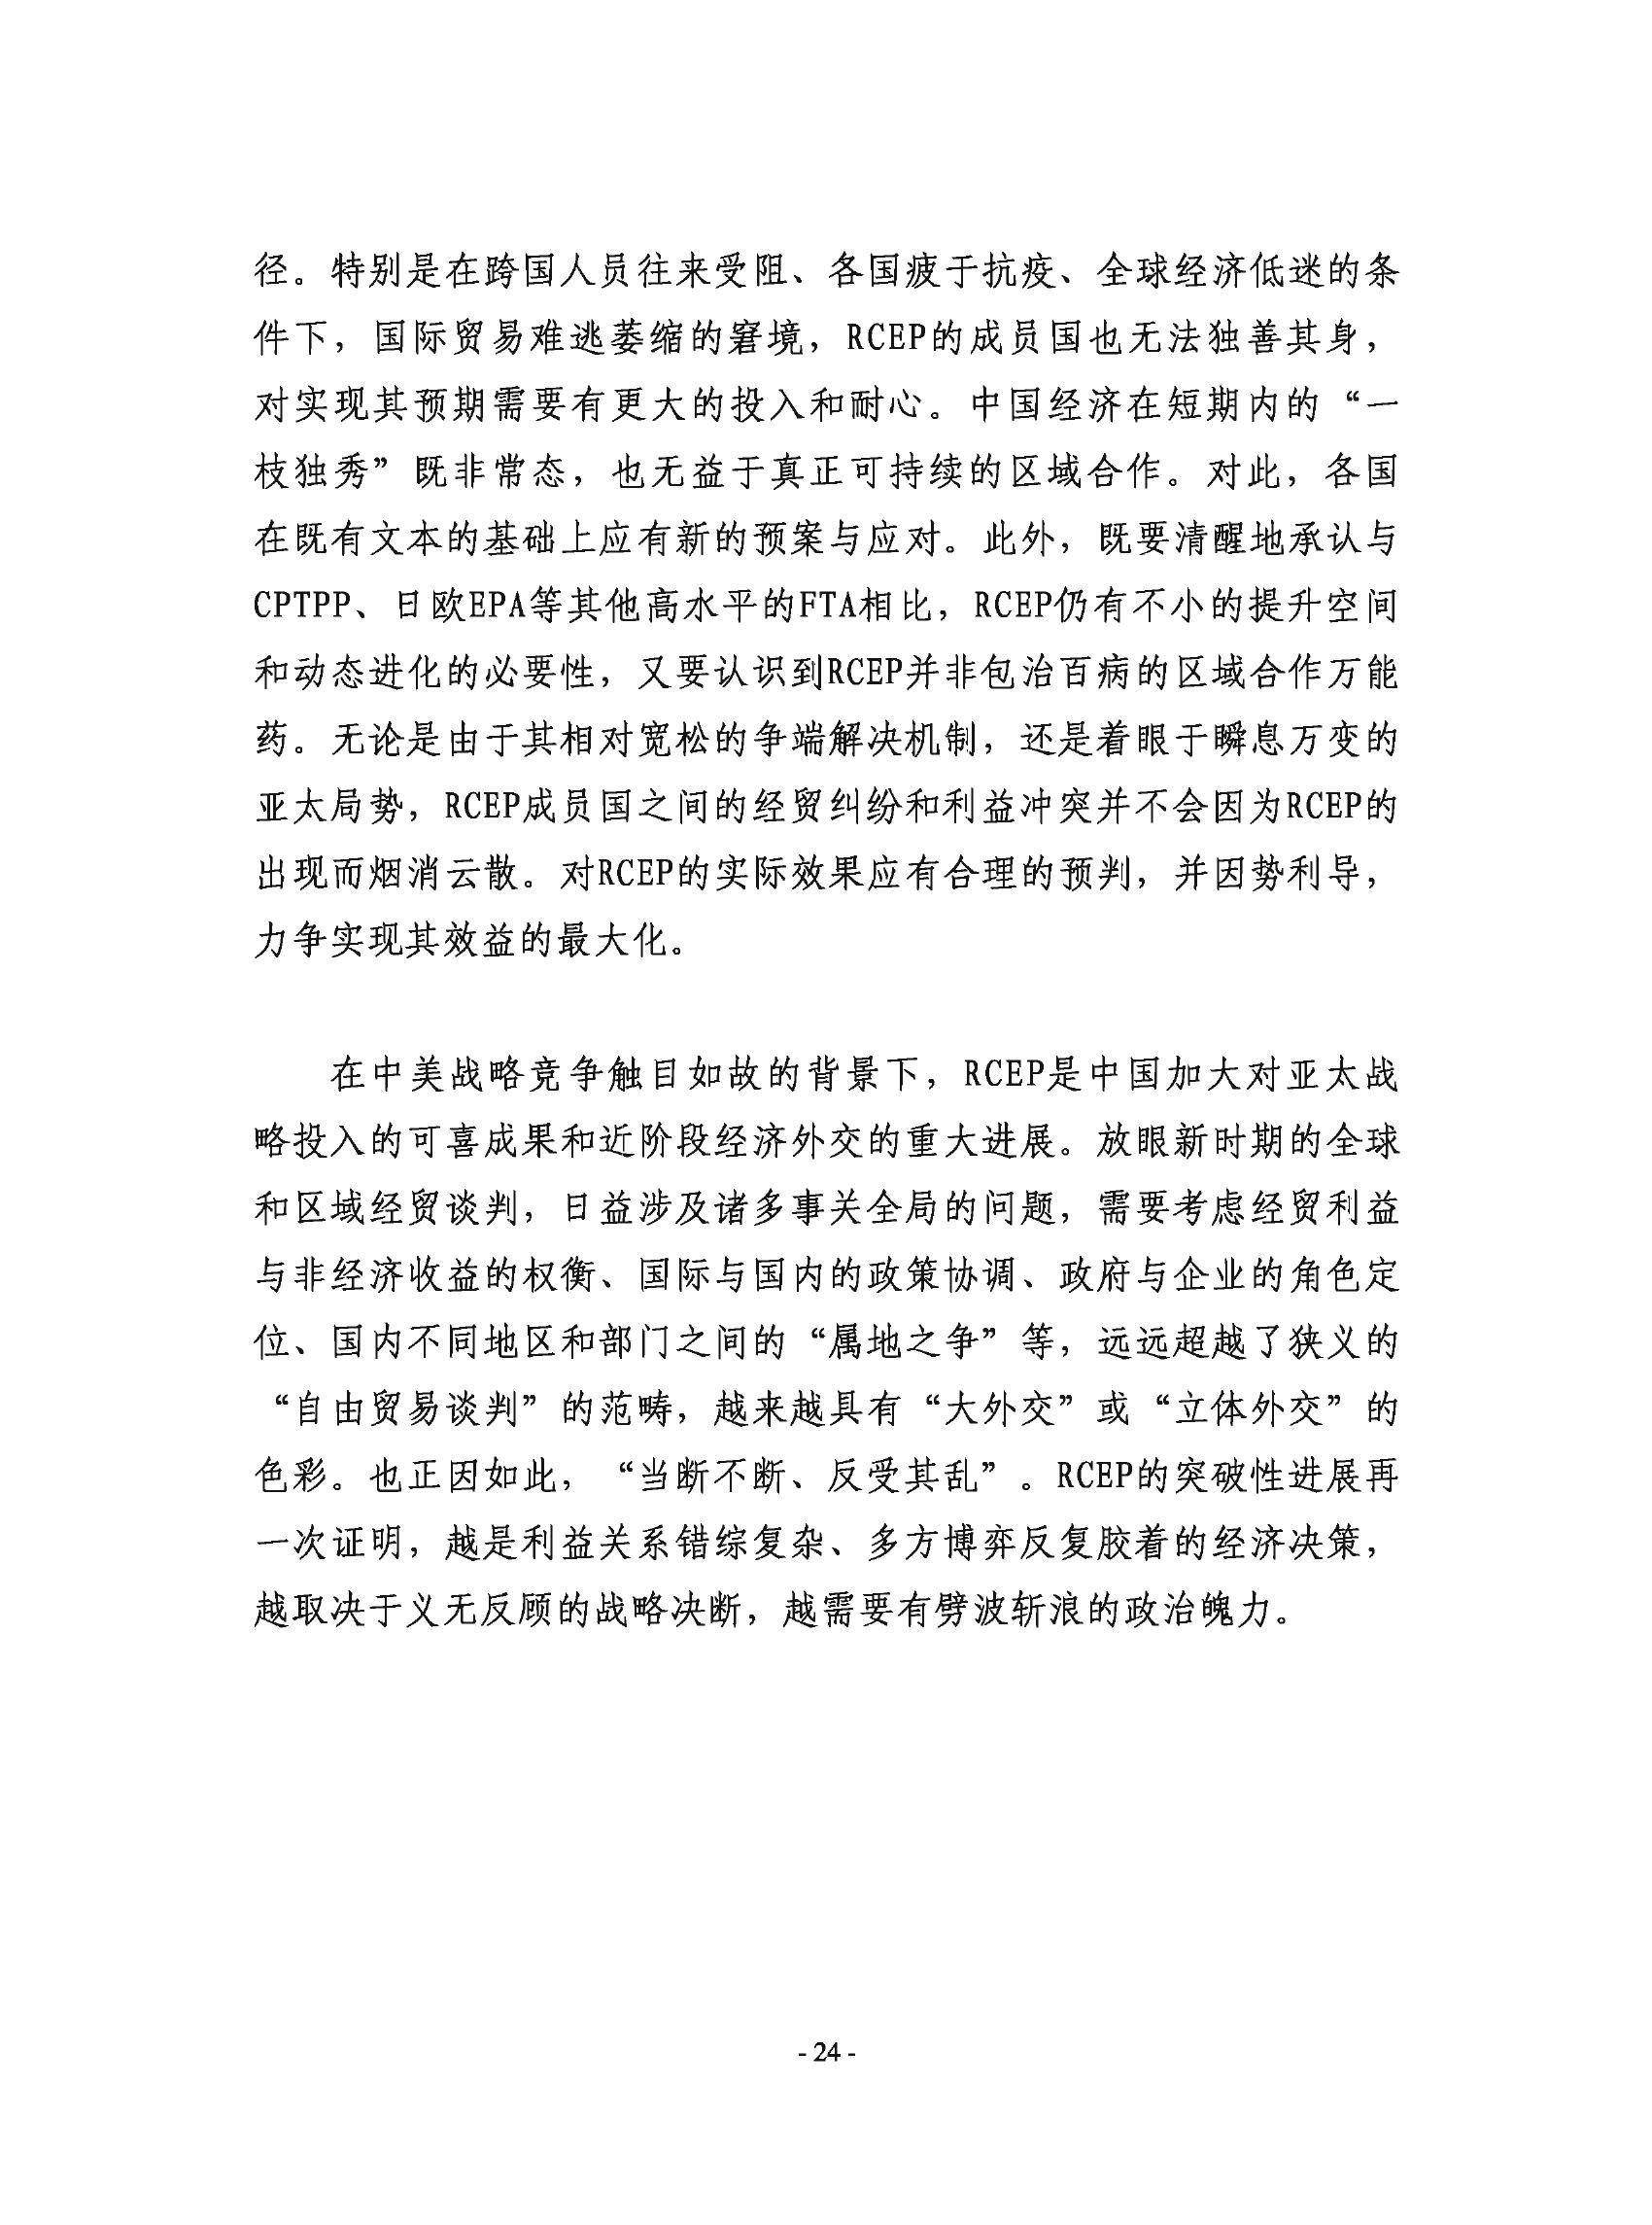 径。特别是在跨国人员往来受阻、各国疲于抗疫、全球经济低迷的条
件下，国际贸易难逃萎缩的窘境，RCEP的成员国也无法独善其身，
对实现其预期需要有更大的投入和耐心。中国经济在短期内的“一
枝独秀”既非常态，也无益于真正可持续的区域合作。对此，各国
在既有文本的基础上应有新的预案与应对。此外，既要清醒地承认与
CPTPP、日欧EPA等其他高水平的FTA相比，RCEP仍有不小的提升空间
和动态进化的必要性，又要认识到RCEP并非包治百病的区域合作万能
药。无论是由于其相对宽松的争端解决机制，还是着眼于瞬息万变的
亚太局势，RCEP成员国之间的经贸纠纷和利益冲突并不会因为RCEP的
出现而烟消云散。对RCEP的实际效果应有合理的预判，并因势利导，
力争实现其效益的最大化。
在中美战略竞争触目如故的背景下，RCEP是中国加大对亚太战
略投入的可喜成果和近阶段经济外交的重大进展。放眼新时期的全球
和区域经贸谈判，日益涉及诸多事关全局的问题，需要考虑经贸利益
与非经济收益的权衡、国际与国内的政策协调、政府与企业的角色定
位、国内不同地区和部门之间的“属地之争”等，远远超越了狭义的
“自由贸易谈判”的范畴，越来越具有“大外交”或“立体外交”的
色彩。也正因如此，“当断不断、反受其乱”。RCEP的突破性进展再
一次证明，越是利益关系错综复杂、多方博弈反复胶着的经济决策，
越取决于义无反顾的战略决断，越需要有劈波斩浪的政治魄力。
- 24 -